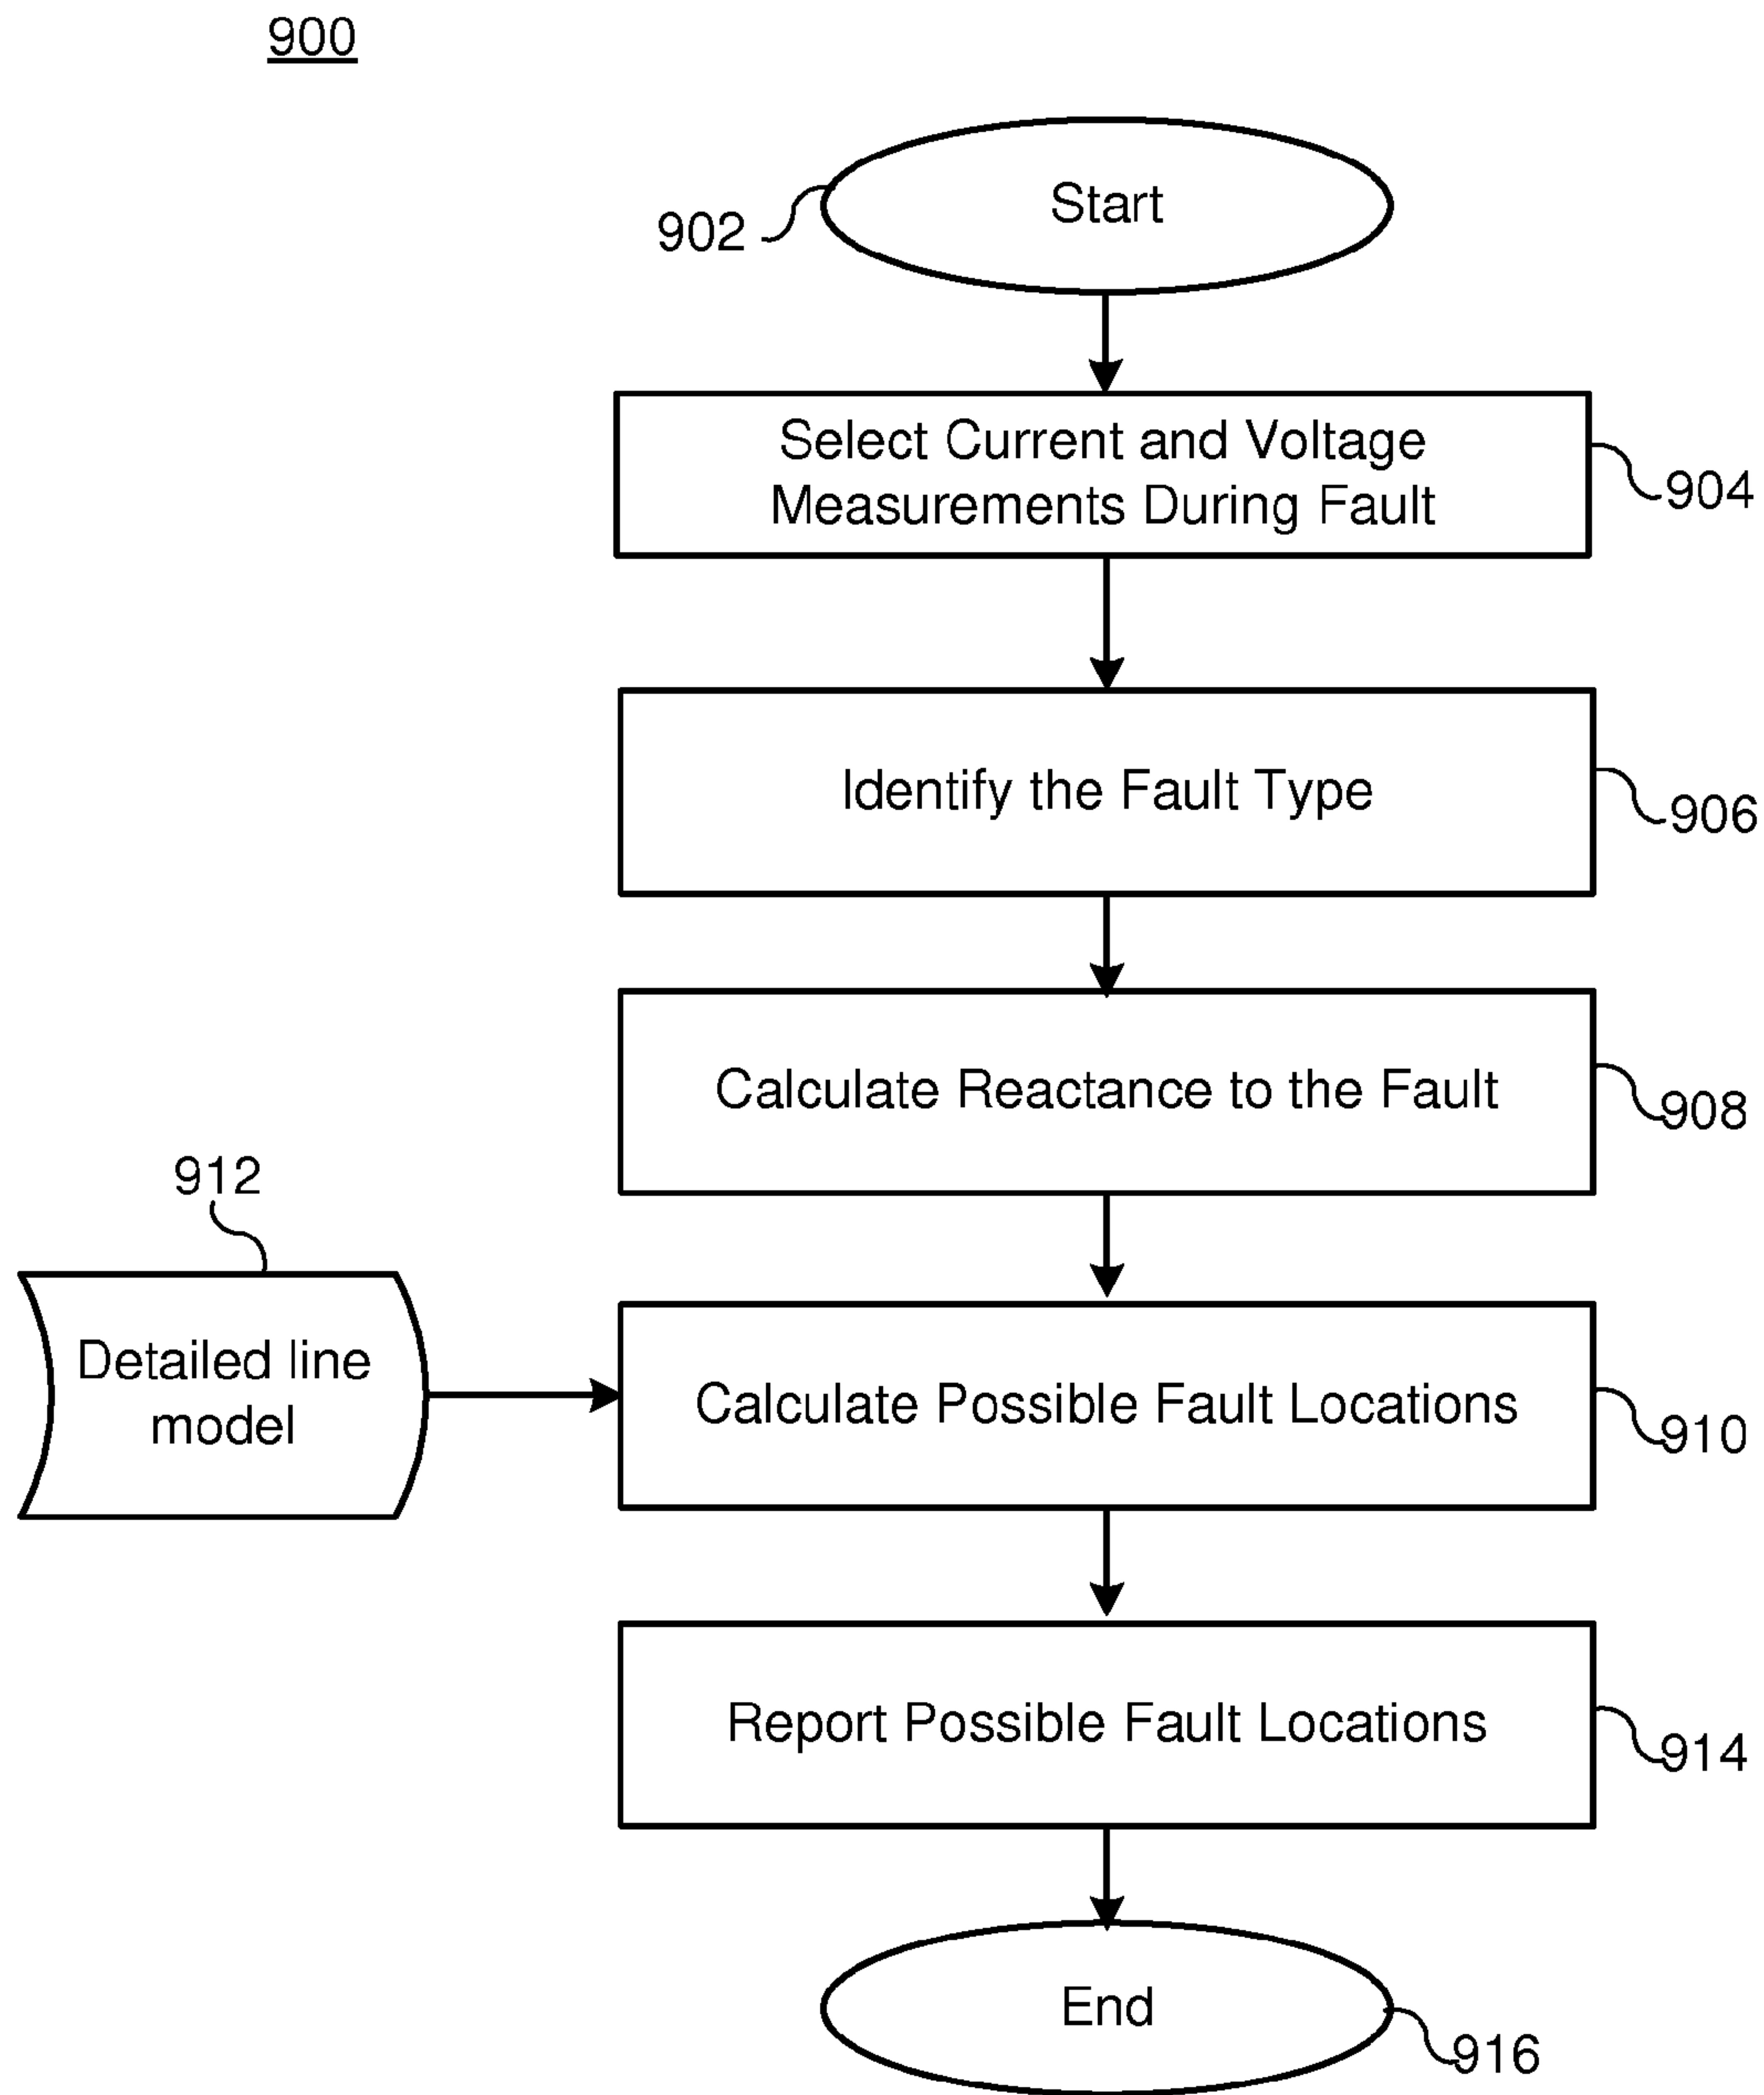 900
Start
902
Select Current and Voltage
Measurements During Fault
904
Identify the Fault Type
906
Calculate Reactance to the Fault
908
912
Detailed line
model
Calculate Possible Fault Locations
910
Report Possible Fault Locations
914
End
916